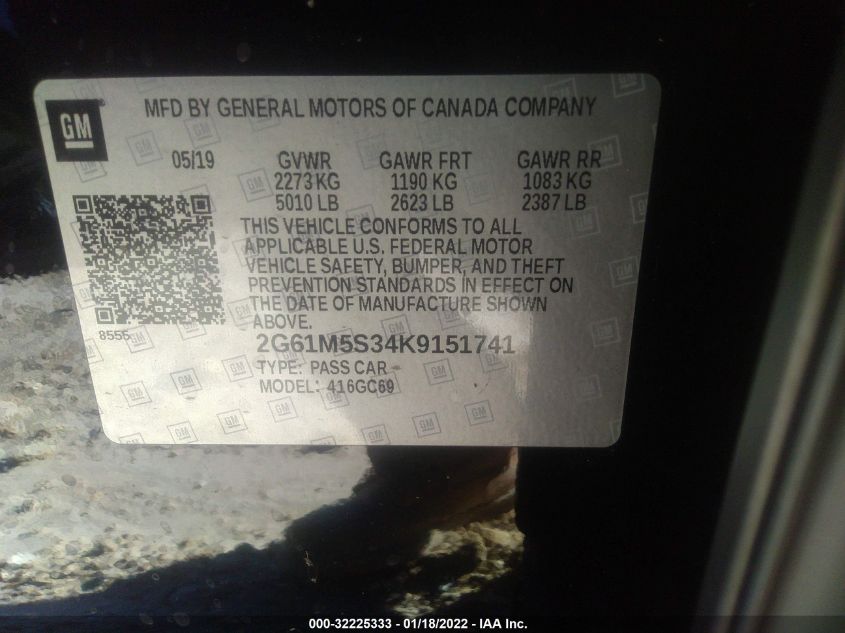 GM
MFD BY GENERAL MOTORS OF CANADA COMPANY
05/19 GVWR GAWR FRT GAWR RR
2273 KG 1190 KG 1083 KG
5010 LB 2623 LB 2387 LB
THIS VEHICLE CONFORMS TO ALL
APPLICABLE U.S. FEDERAL MOTOR
VEHICLE SAFETY, BUMPER, AND THEFT
PREVENTION STANDARDS IN EFFECT ON
THE DATE OF MANUFACTURE SHOWN
ABOVE.
8555
2G61M5S34K9151741
TYPE: PASS CAR
MODEL: 416GC69
000-32225333 - 01/18/2022 - IAA Inc.